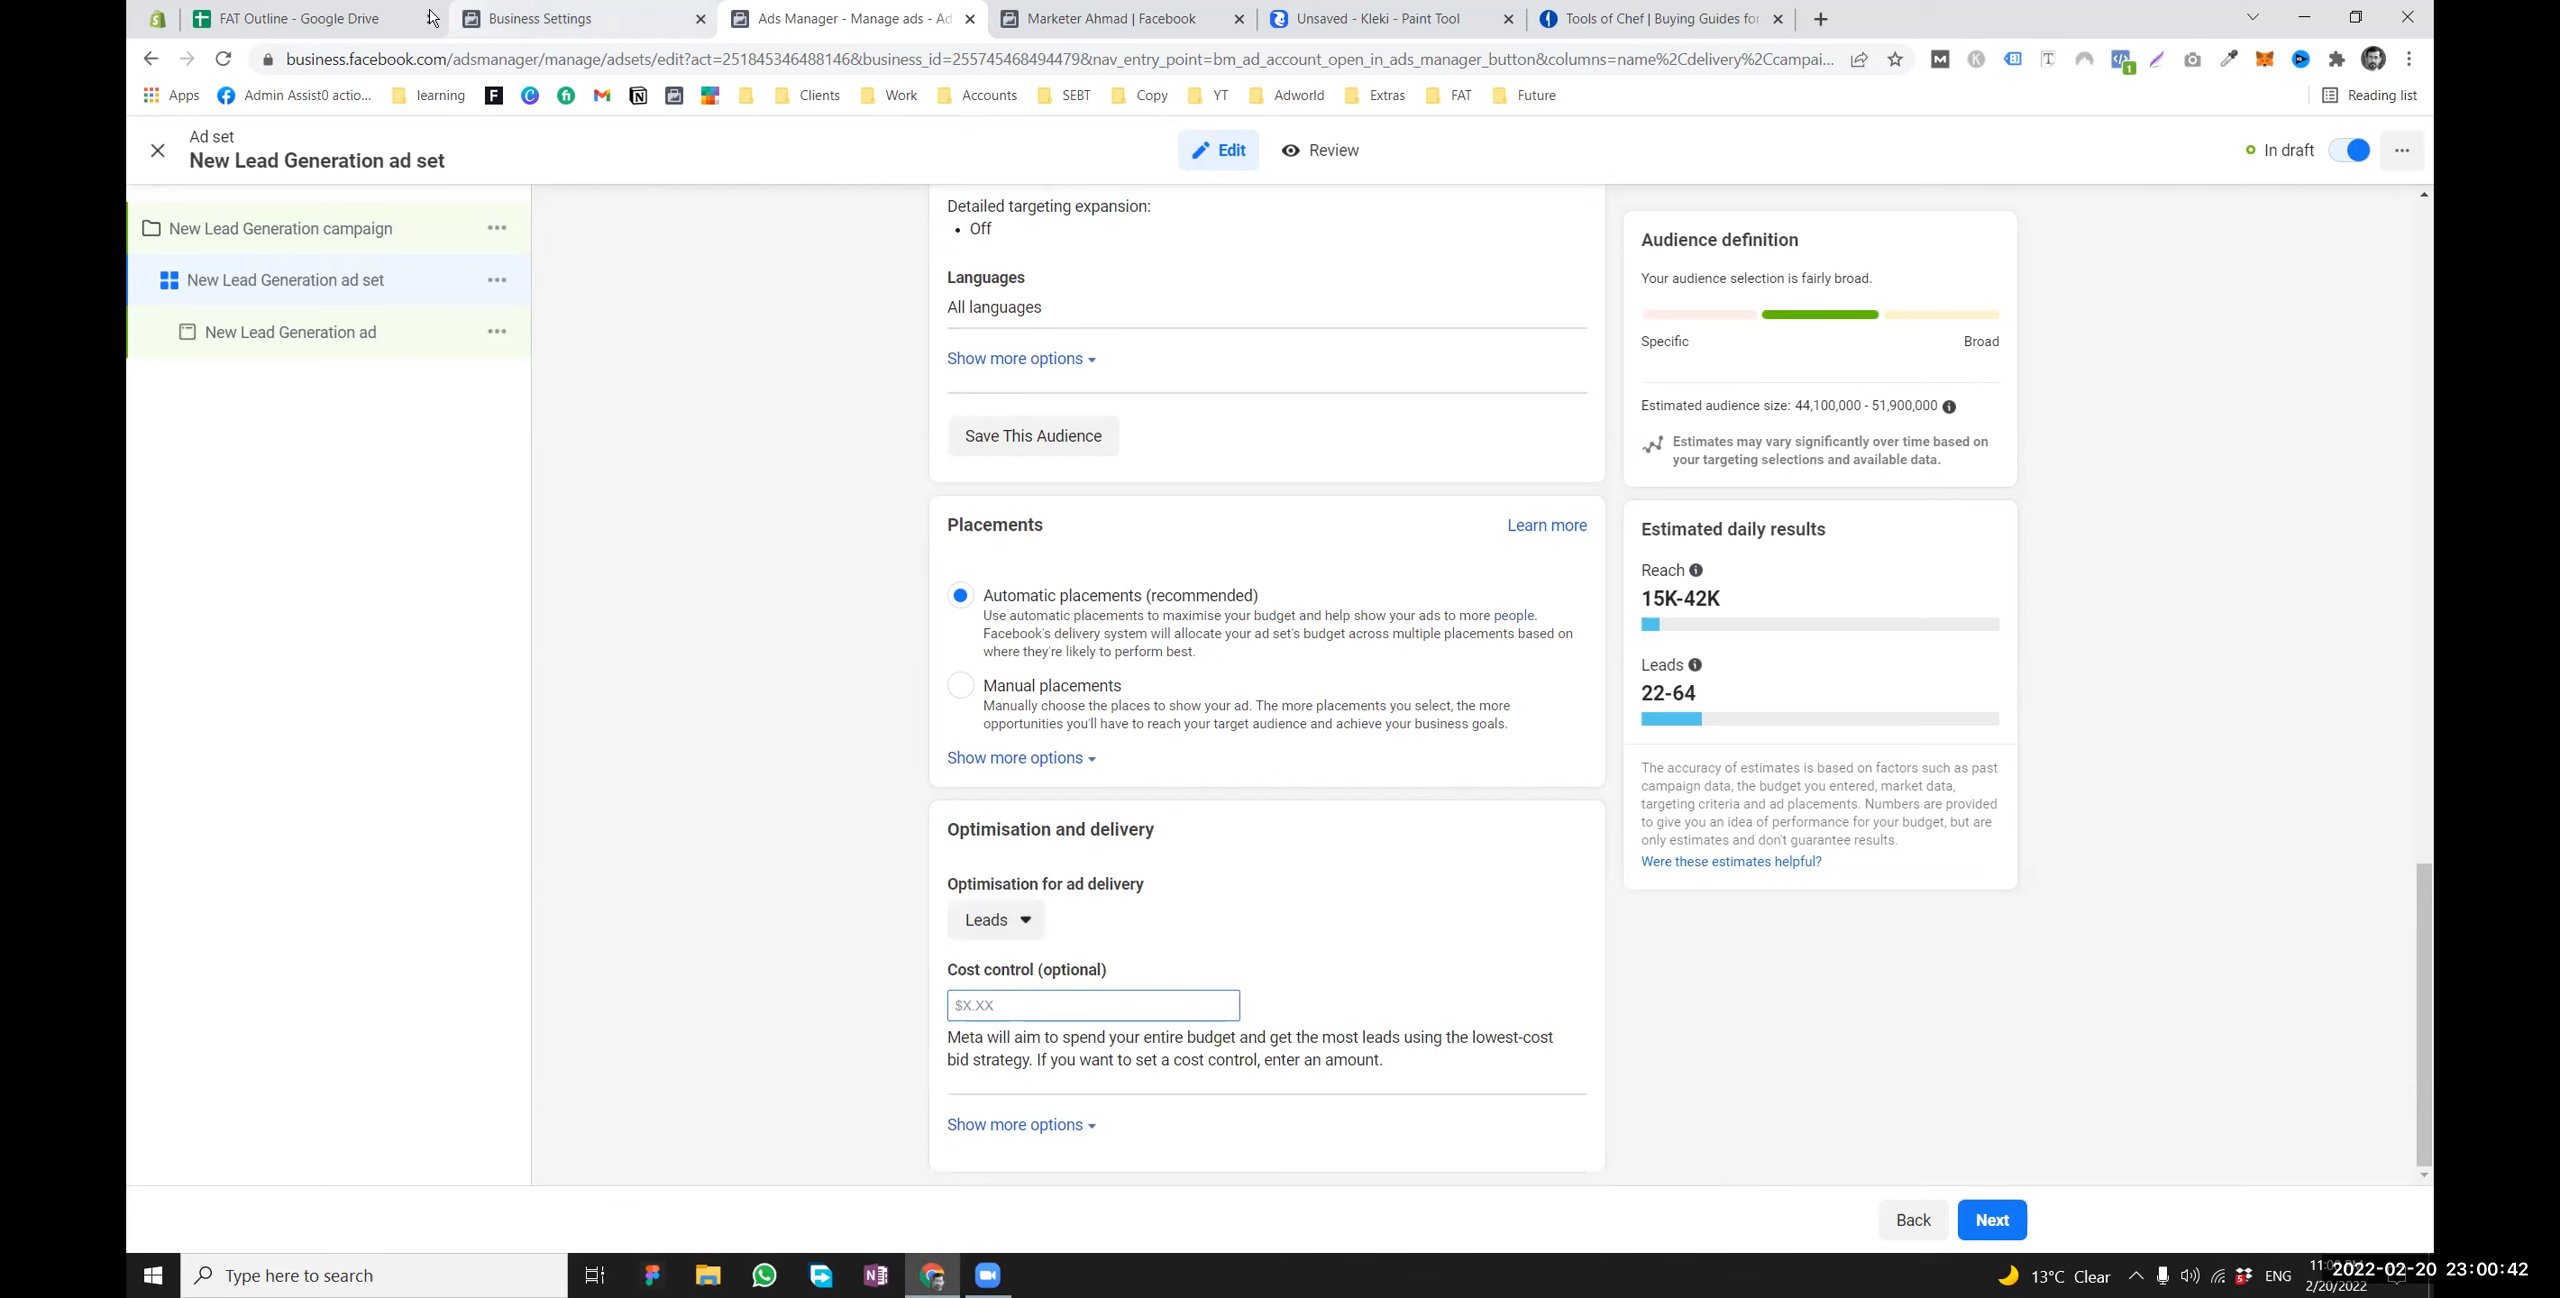 FAT Outline - Google Drive
Business Settings
Ads Manager - Manage ads - Ad
Marketer Ahmad | Facebook
Unsaved - Kleki - Paint Tool
Tools of Chef | Buying Guides for
business.facebook.com/adsmanager/manage/adsets/edit?act=251845346488146&business_id=255745468494479&nav_entry_point=bm_ad_account_open_in_ads_manager_button&columns=name%2Cdelivery%2Ccampai...
Apps
Admin Assist0 actio...
learning
Clients
Work
Accounts
SEBT
Copy
YT
Adworld
Extras
FAT
Future
Reading list
Ad set
New Lead Generation ad set
Edit
Review
In draft
New Lead Generation campaign
New Lead Generation ad set
New Lead Generation ad
Detailed targeting expansion:
• Off
Languages
All languages
Show more options
Save This Audience
Placements
Learn more
Automatic placements (recommended)
Use automatic placements to maximise your budget and help show your ads to more people.
Facebook's delivery system will allocate your ad set's budget across multiple placements based on
where they're likely to perform best.
Manual placements
Manually choose the places to show your ad. The more placements you select, the more
opportunities you'll have to reach your target audience and achieve your business goals.
Show more options
Optimisation and delivery
Optimisation for ad delivery
Leads
Cost control (optional)
$X.XX
Meta will aim to spend your entire budget and get the most leads using the lowest-cost
bid strategy. If you want to set a cost control, enter an amount.
Show more options
Audience definition
Your audience selection is fairly broad.
Specific
Broad
Estimated audience size: 44,100,000 - 51,900,000
Estimates may vary significantly over time based on
your targeting selections and available data.
Estimated daily results
Reach
15K-42K
Leads
22-64
The accuracy of estimates is based on factors such as past
campaign data, the budget you entered, market data,
targeting criteria and ad placements. Numbers are provided
to give you an idea of performance for your budget, but are
only estimates and don't guarantee results.
Were these estimates helpful?
Back
Next
Type here to search
13°C Clear
ENG
2/20/2022
2022-02-20 23:00:42